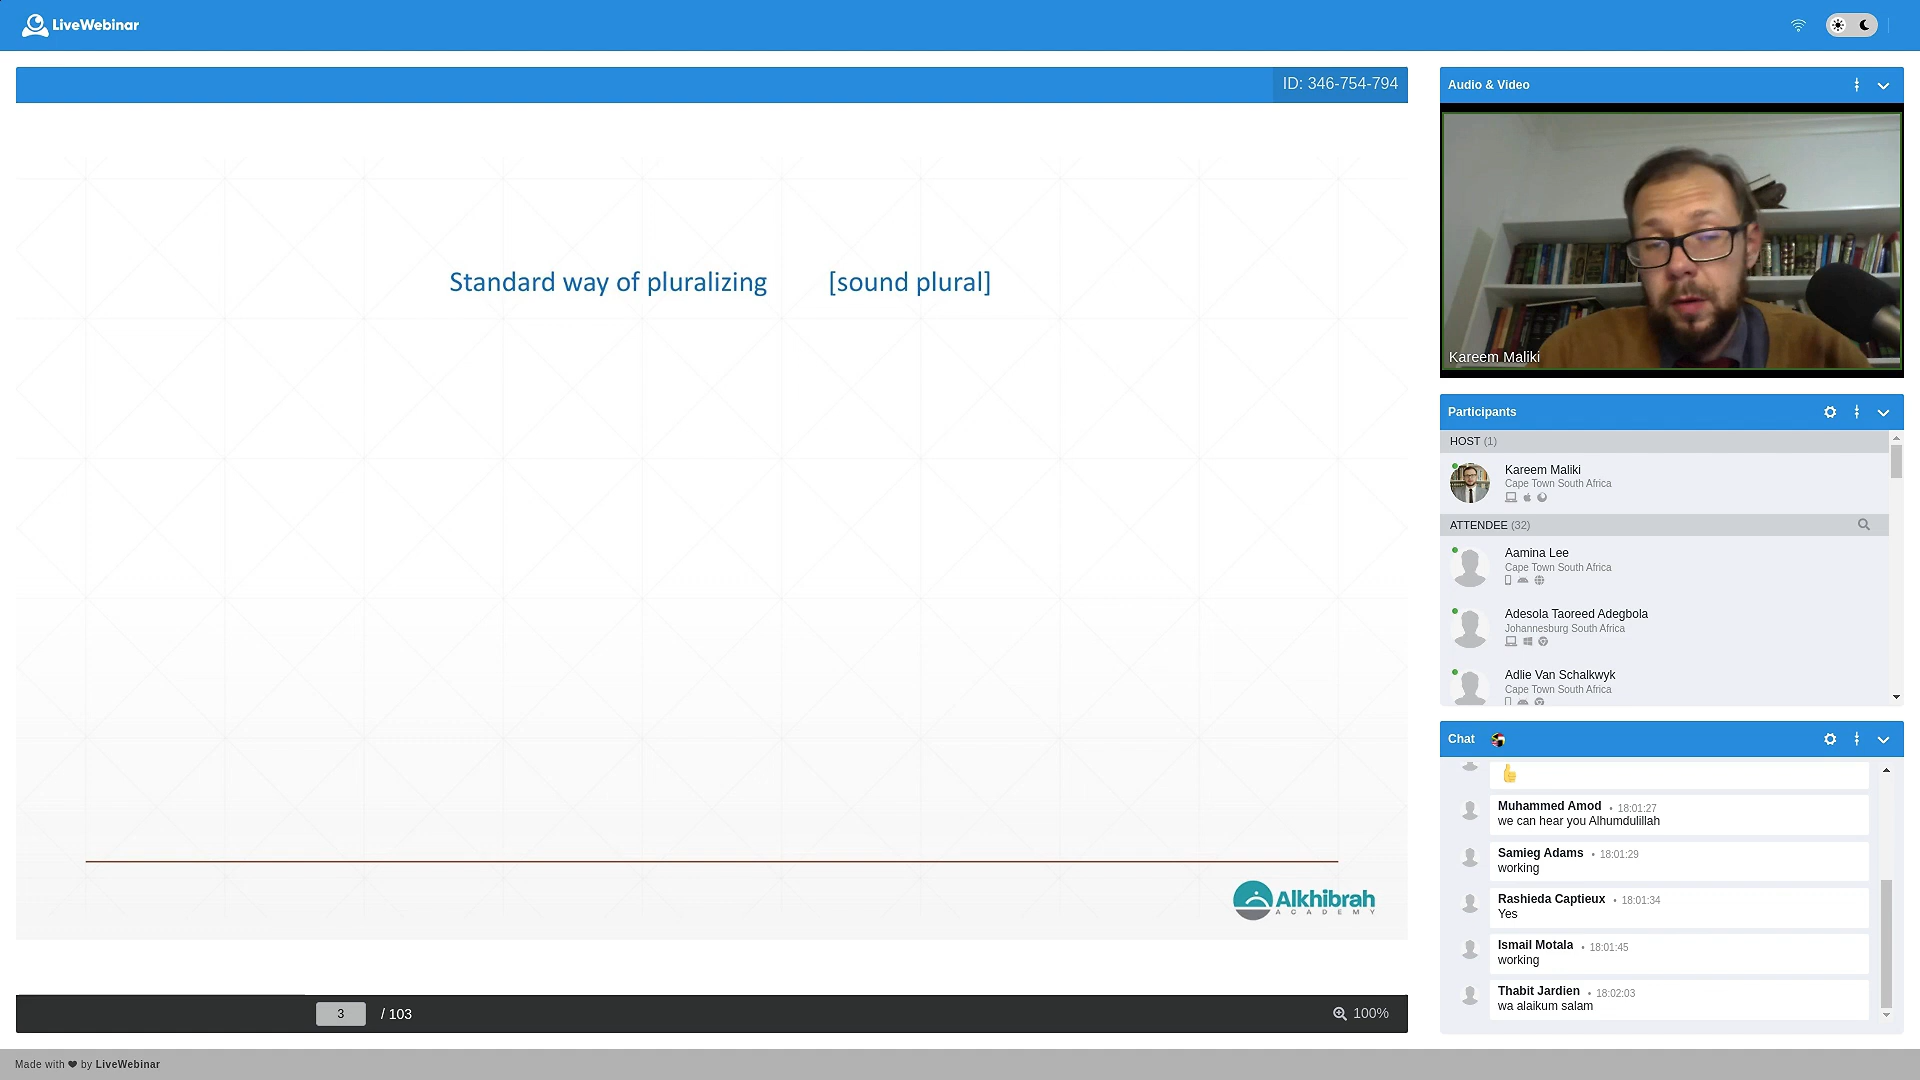 LiveWebinar
ID: 346-754-794
Standard way of pluralizing [sound plural]
Alkhibrah
ACADEMY
3 / 103
100%
Audio & Video
Kareem Maliki
Participants
HOST (1)
Kareem Maliki
Cape Town South Africa
ATTENDEE (32)
Aamina Lee
Cape Town South Africa
Adesola Taoreed Adegbola
Johannesburg South Africa
Adlie Van Schalkwyk
Cape Town South Africa
Chat
Muhammed Amod • 18:01:27
we can hear you Alhumdulillah
Samieg Adams • 18:01:29
working
Rashieda Captieux • 18:01:34
Yes
Ismail Motala • 18:01:45
working
Thabit Jardien • 18:02:03
wa alaikum salam
Made with ❤ by LiveWebinar